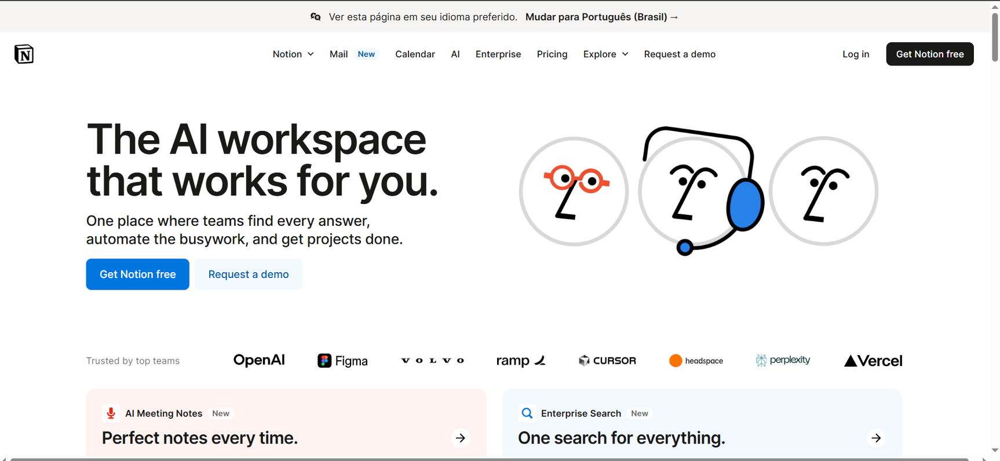 Ver esta página em seu idioma preferido. Mudar para Português (Brasil) →
N Notion Mail New Calendar AI Enterprise Pricing Explore Request a demo Log in Get Notion free
The AI workspace
that works for you.
One place where teams find every answer,
automate the busywork, and get projects done.
Get Notion free Request a demo
Trusted by top teams OpenAI Figma VOLVO ramp CURSOR headspace perplexity Vercel
AI Meeting Notes New
Perfect notes every time.
Enterprise Search New
One search for everything.